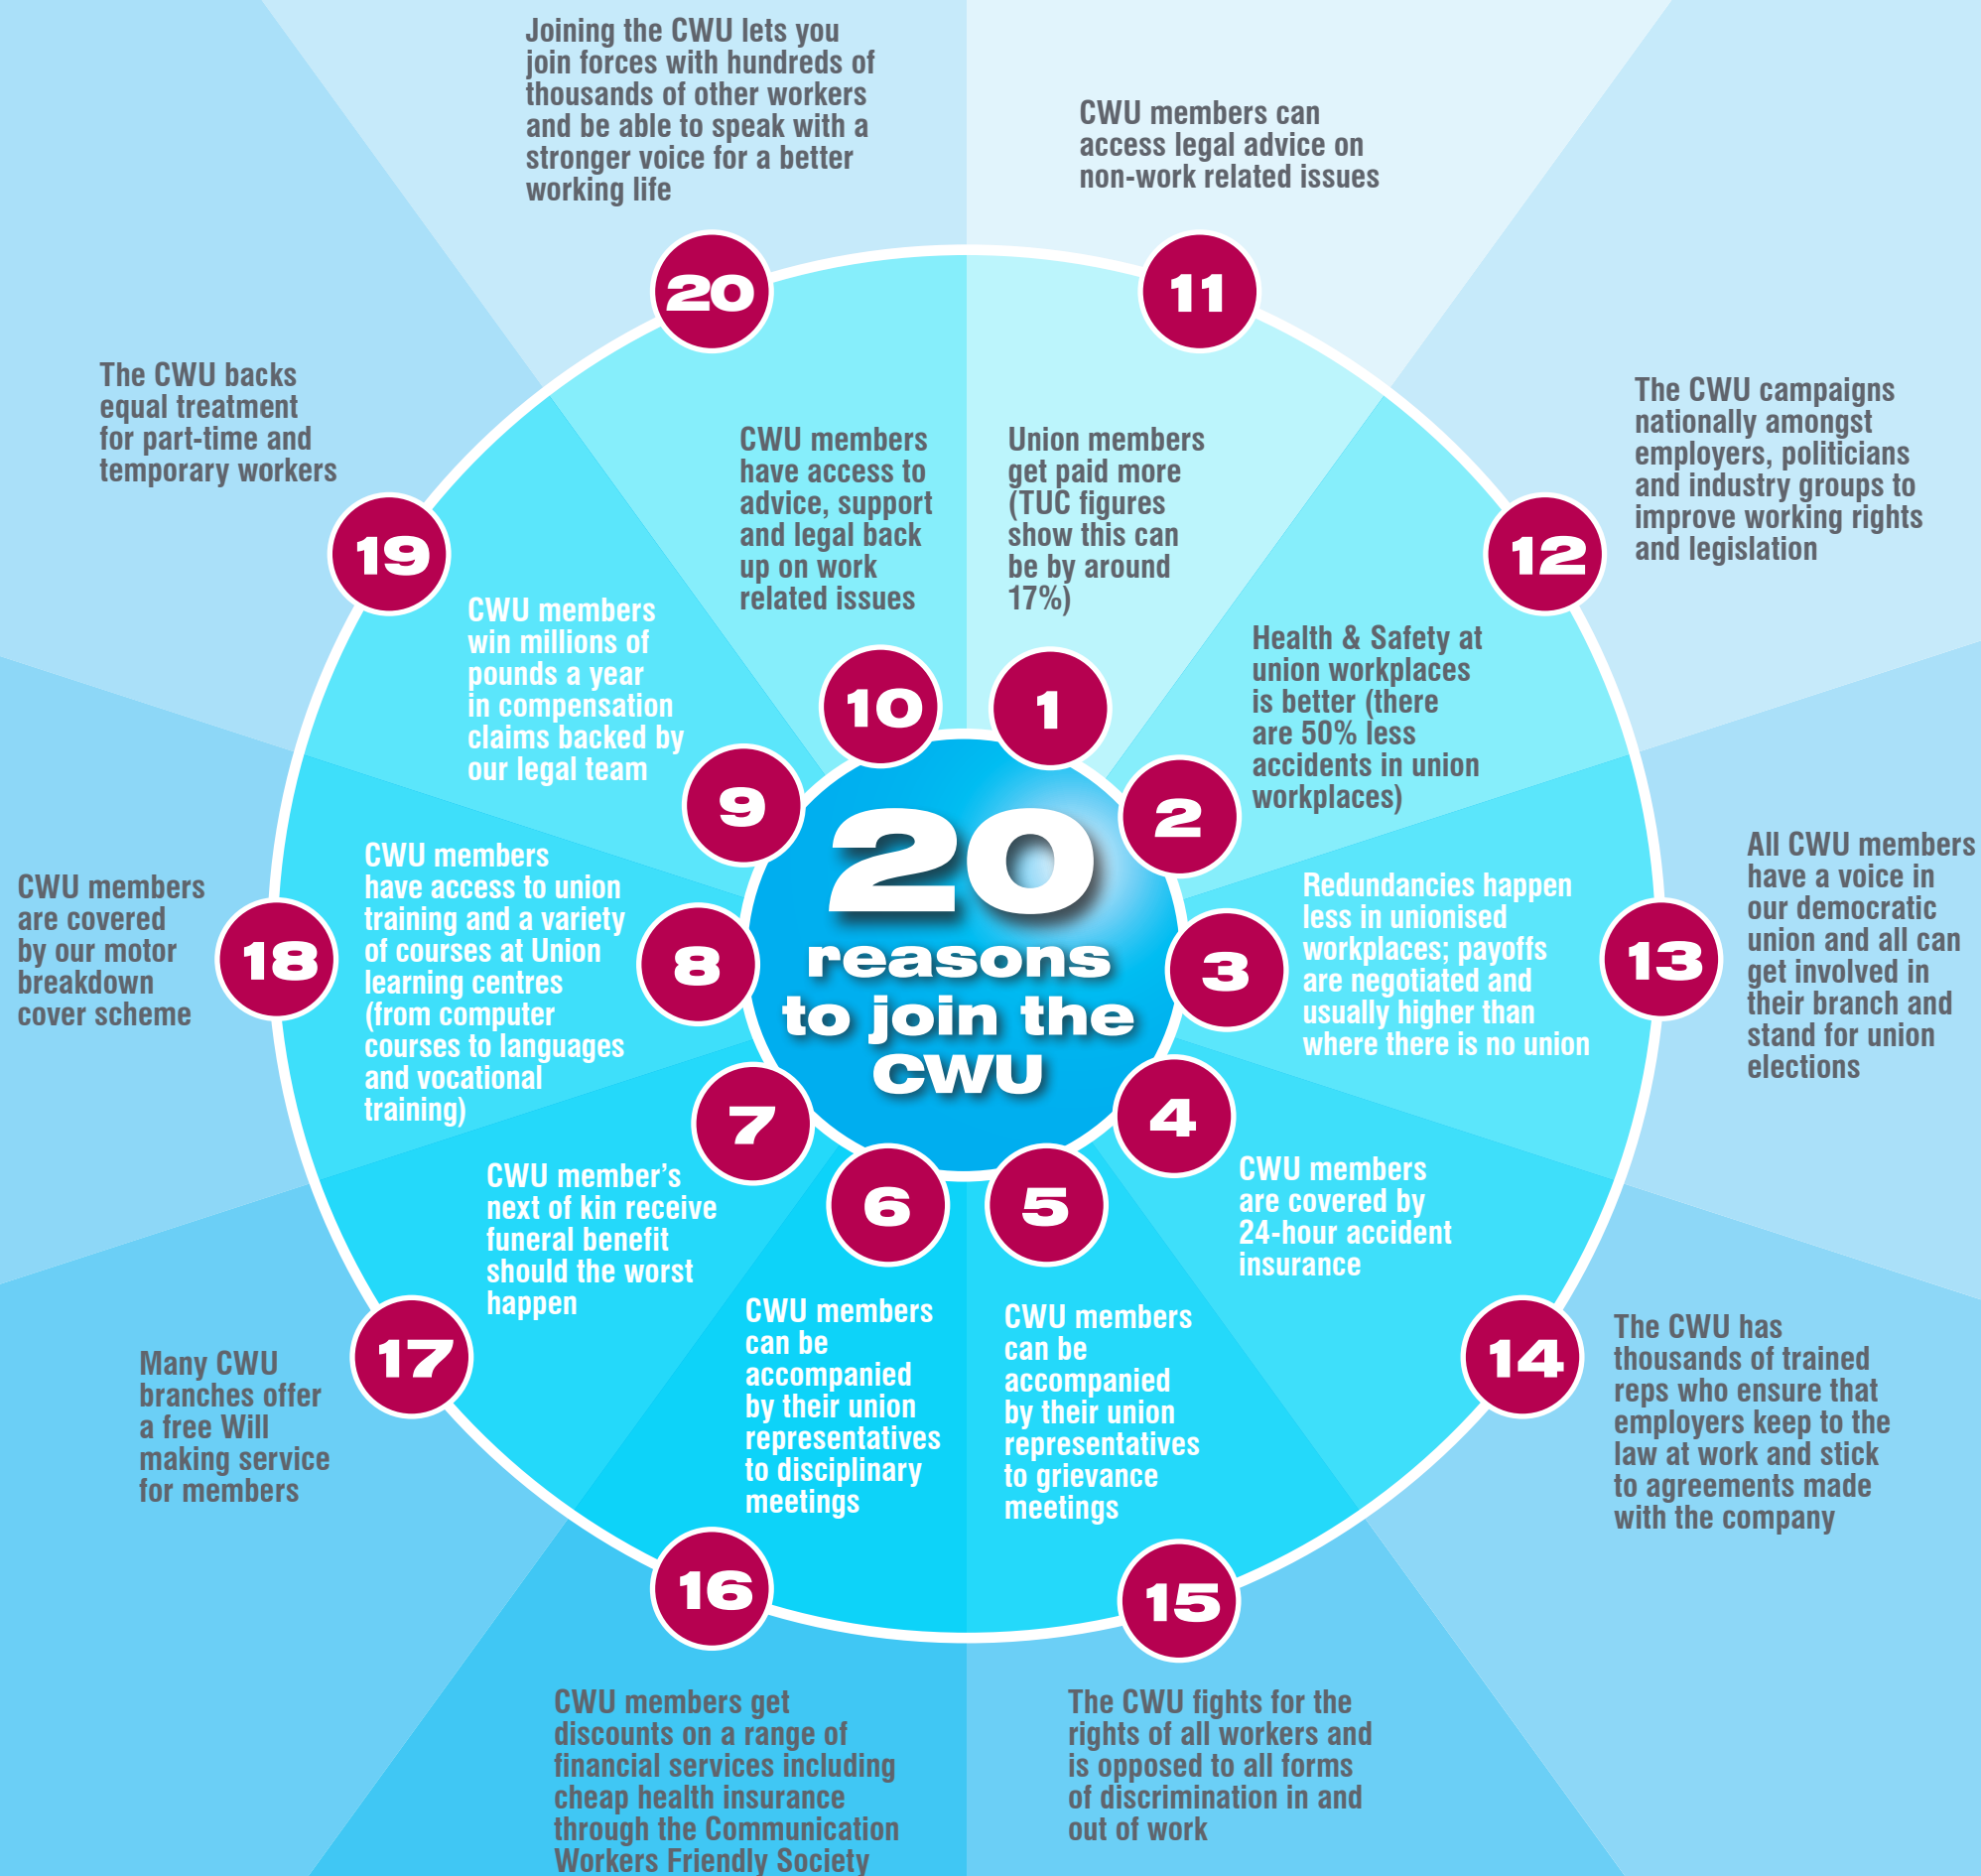 20
reasons
to join the
CWU
1
Union members
get paid more
(TUC figures
show this can
be by around
17%)
2
Health & Safety at
union workplaces
is better (there
are 50% less
accidents in union
workplaces)
3
Redundancies happen
less in unionised
workplaces; payoffs
are negotiated and
usually higher than
where there is no union
4
CWU members
are covered by
24-hour accident
insurance
5
CWU members
can be
accompanied
by their union
representatives
to grievance
meetings
6
CWU members
can be
accompanied
by their union
representatives
to disciplinary
meetings
7
CWU member’s
next of kin receive
funeral benefit
should the worst
happen
8
CWU members
have access to union
training and a variety
of courses at Union
learning centres
(from computer
courses to languages
and vocational
training)
9
CWU members
win millions of
pounds a year
in compensation
claims backed by
our legal team
10
CWU members
have access to
advice, support
and legal back
up on work
related issues
11
CWU members can
access legal advice on
non-work related issues
12
The CWU campaigns
nationally amongst
employers, politicians
and industry groups to
improve working rights
and legislation
13
All CWU members
have a voice in
our democratic
union and all can
get involved in
their branch and
stand for union
elections
14
The CWU has
thousands of trained
reps who ensure that
employers keep to the
law at work and stick
to agreements made
with the company
15
The CWU fights for the
rights of all workers and
is opposed to all forms
of discrimination in and
out of work
16
CWU members get
discounts on a range of
financial services including
cheap health insurance
through the Communication
Workers Friendly Society
17
Many CWU
branches offer
a free Will
making service
for members
18
CWU members
are covered
by our motor
breakdown
cover scheme
19
The CWU backs
equal treatment
for part-time and
temporary workers
20
Joining the CWU lets you
join forces with hundreds of
thousands of other workers
and be able to speak with a
stronger voice for a better
working life